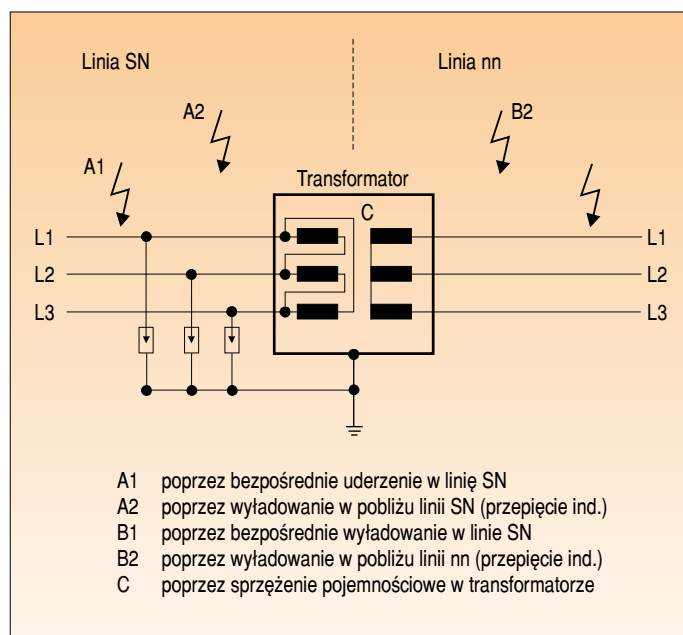 Linia SN
Linia nn
A2
B2
A1
Transformator
C
L1
L1
L2
L2
L3
L3
A1 poprzez bezpośrednie uderzenie w linię SN
A2 poprzez wyładowanie w pobliżu linii SN (przepięcie ind.)
B1 poprzez bezpośrednie wyładowanie w linie SN
B2 poprzez wyładowanie w pobliżu linii nn (przepięcie ind.)
C poprzez sprzężenie pojemnościowe w transformatorze